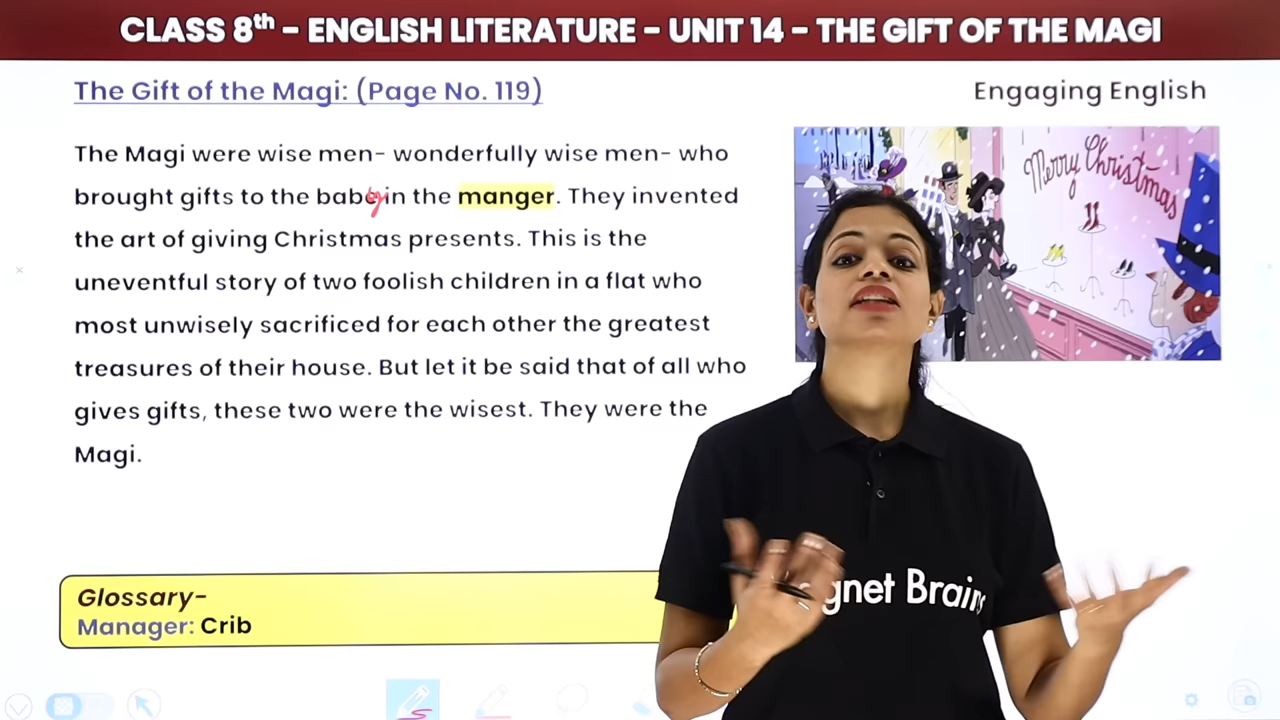 CLASS 8th - ENGLISH LITERATURE - UNIT 14 - THE GIFT OF THE MAGI
The Gift of the Magi: (Page No. 119)
Engaging English
The Magi were wise men- wonderfully wise men- who
brought gifts to the baby in the manger. They invented
the art of giving Christmas presents. This is the
uneventful story of two foolish children in a flat who
most unwisely sacrificed for each other the greatest
treasures of their house. But let it be said that of all who
gives gifts, these two were the wisest. They were the
Magi.
Merry Christmas
gnet Brains
Glossary-
Manager: Crib